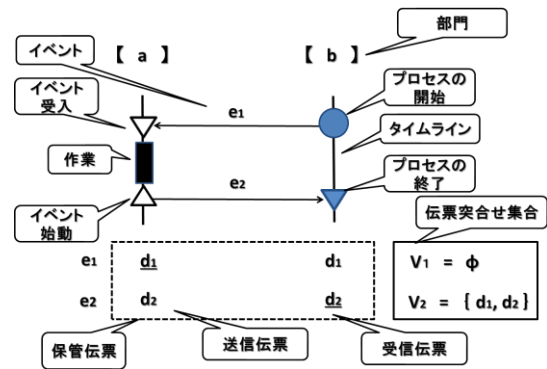 部門
イベント
【 a 】
【 b 】
イベント
受入
プロセスの
開始
e1
作業
タイムライン
e2
プロセスの
終了
イベント
始動
伝票突合せ集合
e1 d1 d1
V1 = φ
e2 d2 d2
V2 = { d1, d2 }
保管伝票
送信伝票
受信伝票